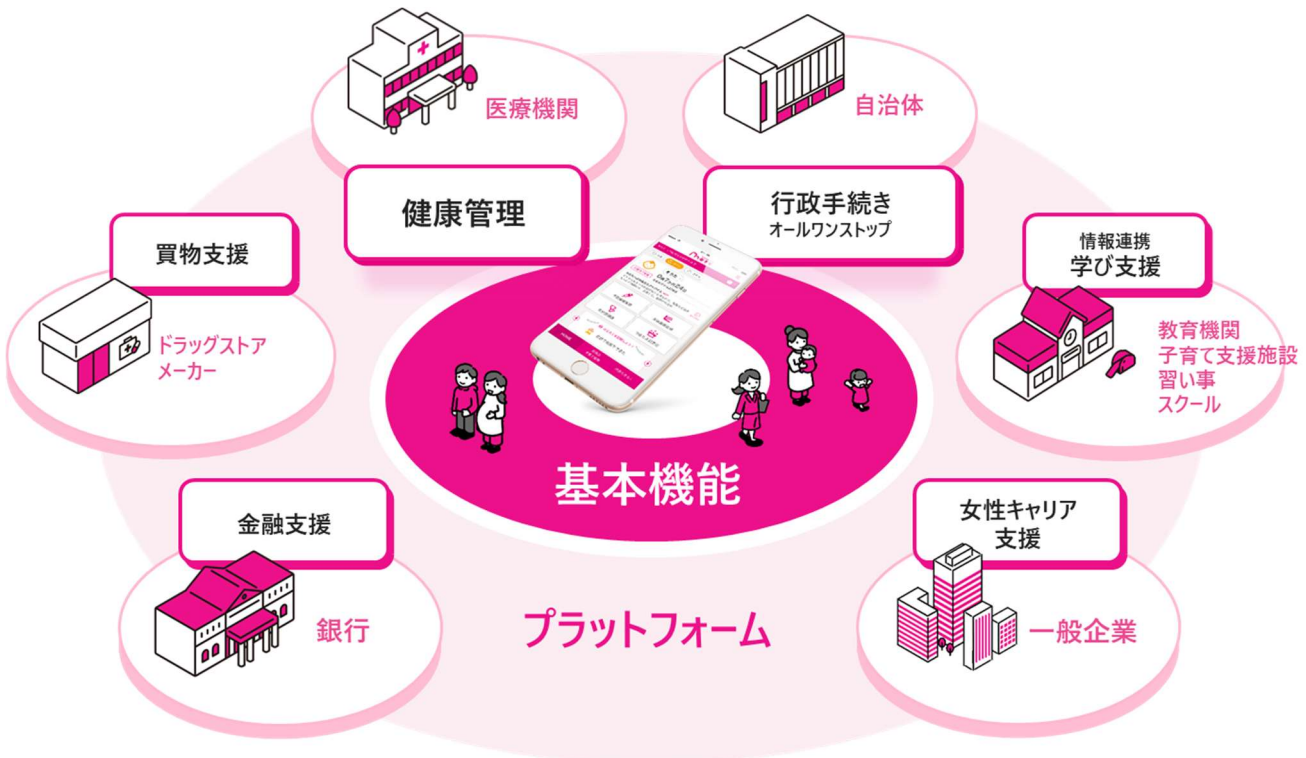 医療機関
自治体
健康管理
行政手続き
オールワンストップ
買物支援
ドラッグストア
メーカー
情報連携
学び支援
教育機関
子育て支援施設
習い事
スクール
基本機能
金融支援
銀行
女性キャリア
支援
一般企業
プラットフォーム